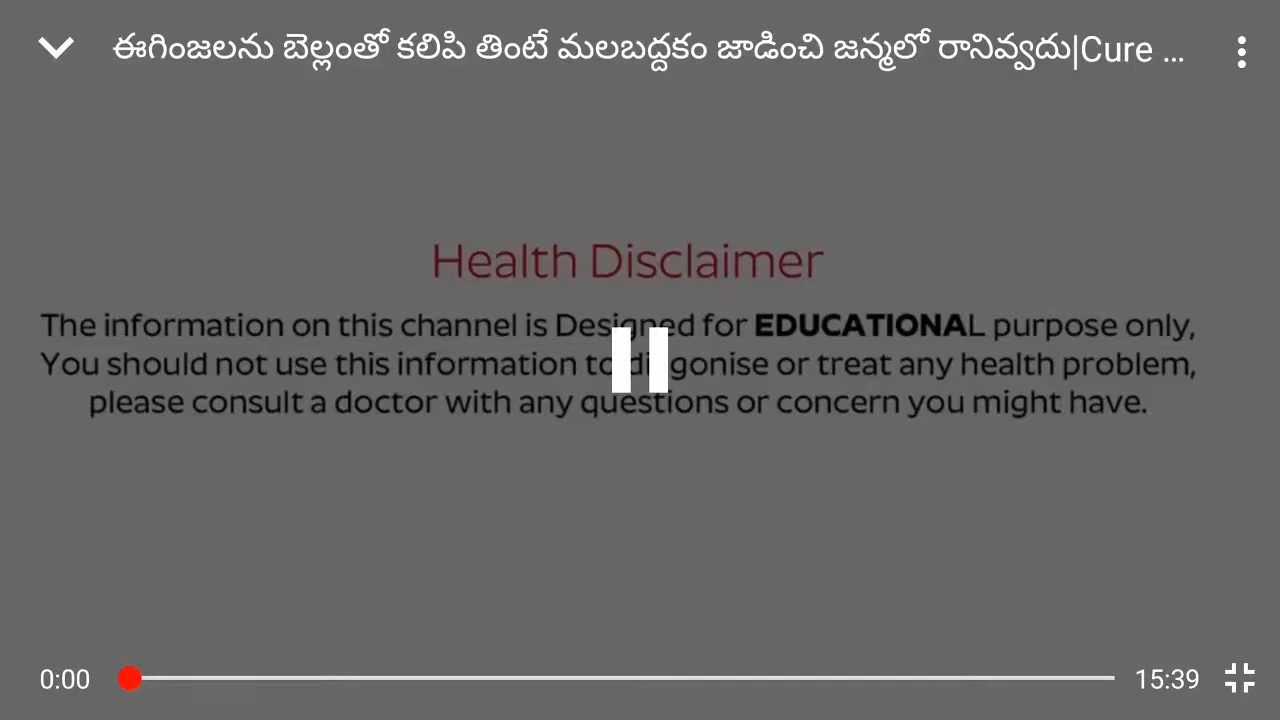 ఈగింజలను బెల్లంతో కలిపి తింటే మలబద్దకం జాడించి జన్మలో రానివ్వదు|Cure ...
Health Disclaimer
The information on this channel is Designed for EDUCATIONAL purpose only,
You should not use this information to diagonise or treat any health problem,
please consult a doctor with any questions or concern you might have.
0:00
15:39